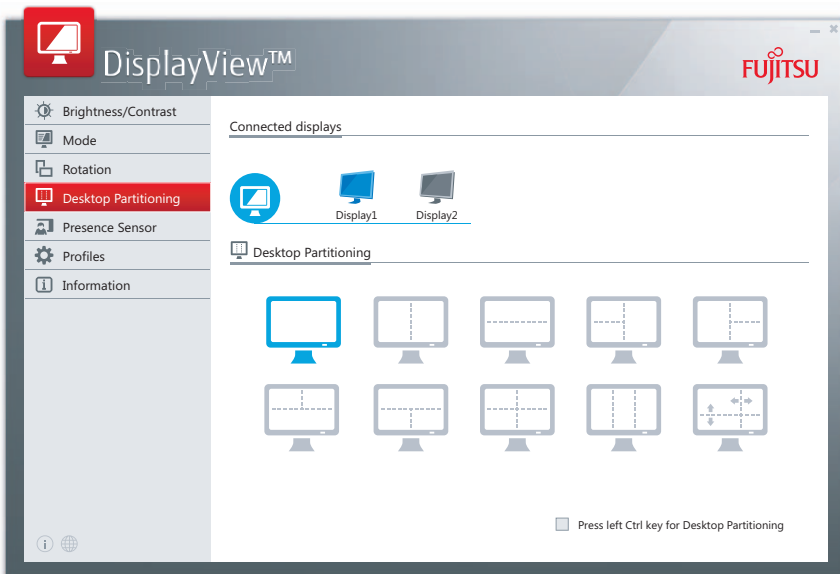 DisplayView™
FUJITSU
Brightness/Contrast
Mode
Rotation
Desktop Partitioning
Presence Sensor
Profiles
Information
Connected displays
Display1 Display2
Desktop Partitioning
Press left Ctrl key for Desktop Partitioning